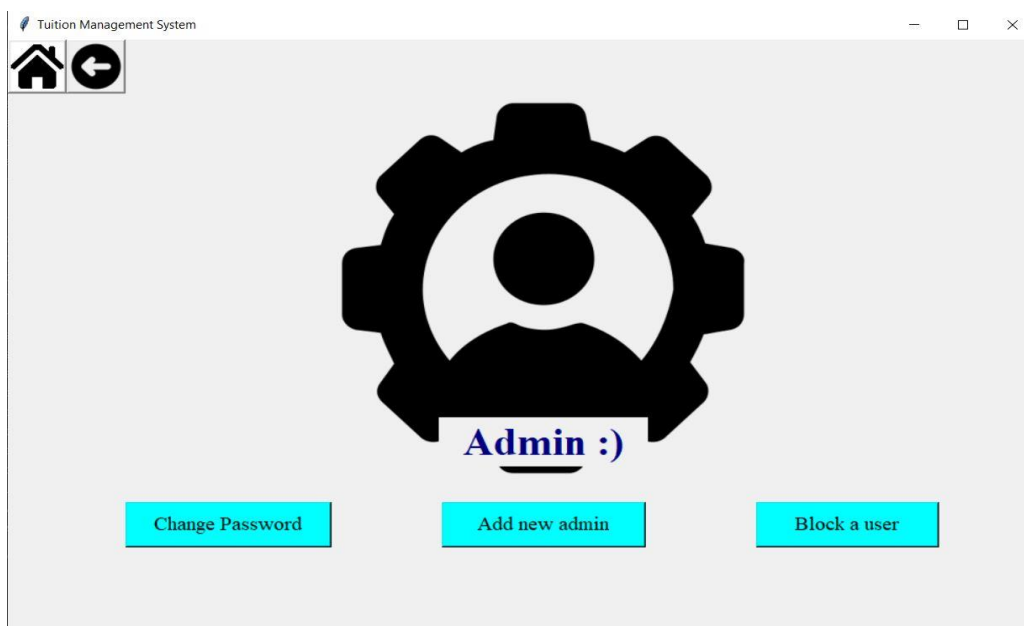 Tuition Management System
Admin :)
Change Password
Add new admin
Block a user